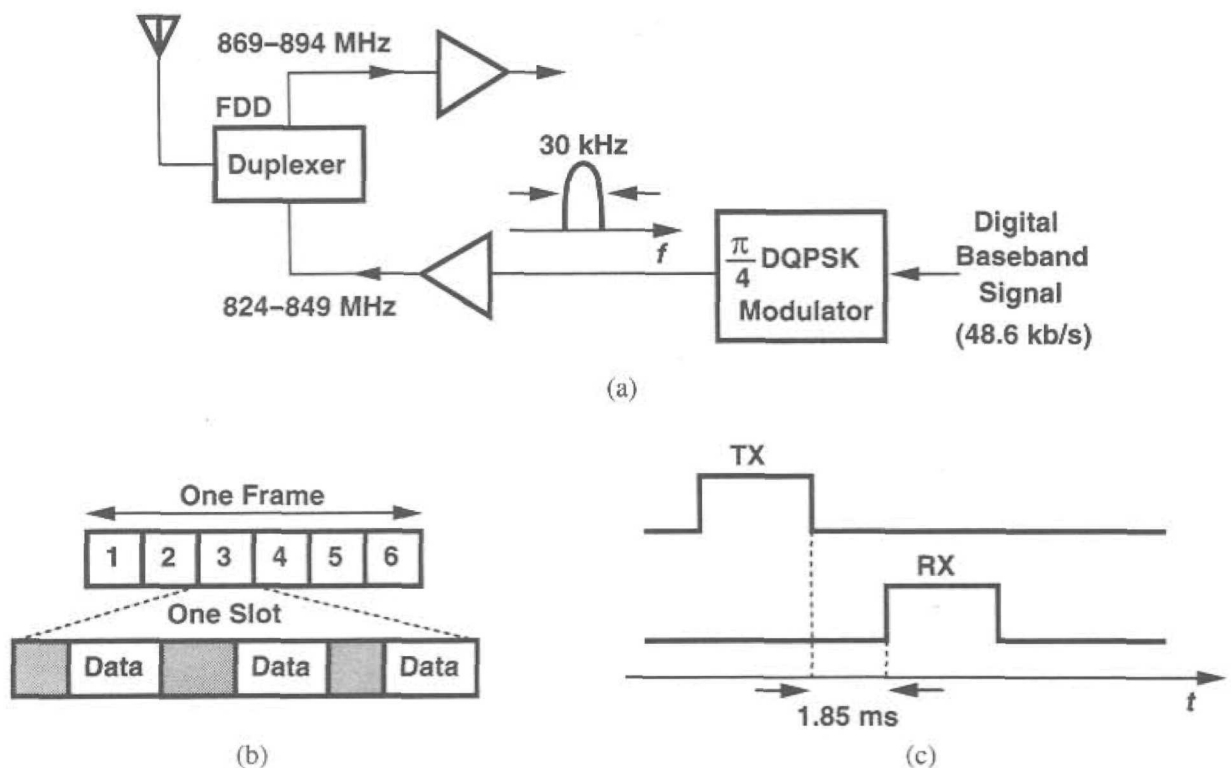 869–894 MHz
FDD
Duplexer
30 kHz
f
824–849 MHz
π/4 DQPSK
Modulator
Digital
Baseband
Signal
(48.6 kb/s)
(a)
One Frame
1 2 3 4 5 6
One Slot
Data Data Data
(b)
TX
RX
t
1.85 ms
(c)